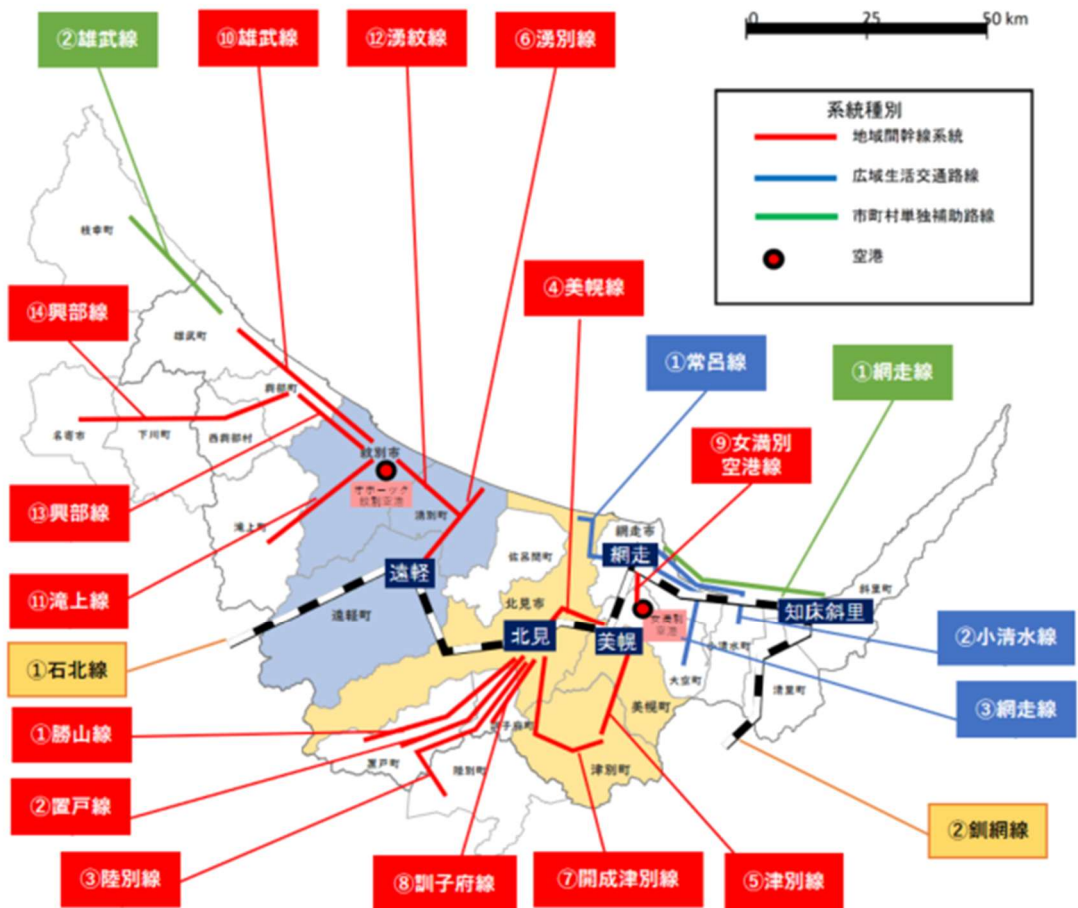 0 25 50 km
②雄武線
⑩雄武線
⑫湧紋線
⑥湧別線
系統種別
地域間幹線系統
広域生活交通路線
市町村単独補助路線
空港
枝幸町
④美幌線
⑭興部線
雄武町
①常呂線
①網走線
興部町
⑨女満別
空港線
名寄市
下川町
西興部村
紋別市
オホーツク
紋別空港
⑬興部線
滝上町
湧別町
網走市
網走
佐呂間町
斜里町
遠軽
⑪滝上線
遠軽町
北見市
北見
美幌
女満別
空港
知床斜里
小清水町
②小清水線
大空町
清里町
①石北線
美幌町
③網走線
①勝山線
訓子府町
置戸町
陸別町
津別町
②置戸線
②釧網線
③陸別線
⑧訓子府線
⑦開成津別線
⑤津別線